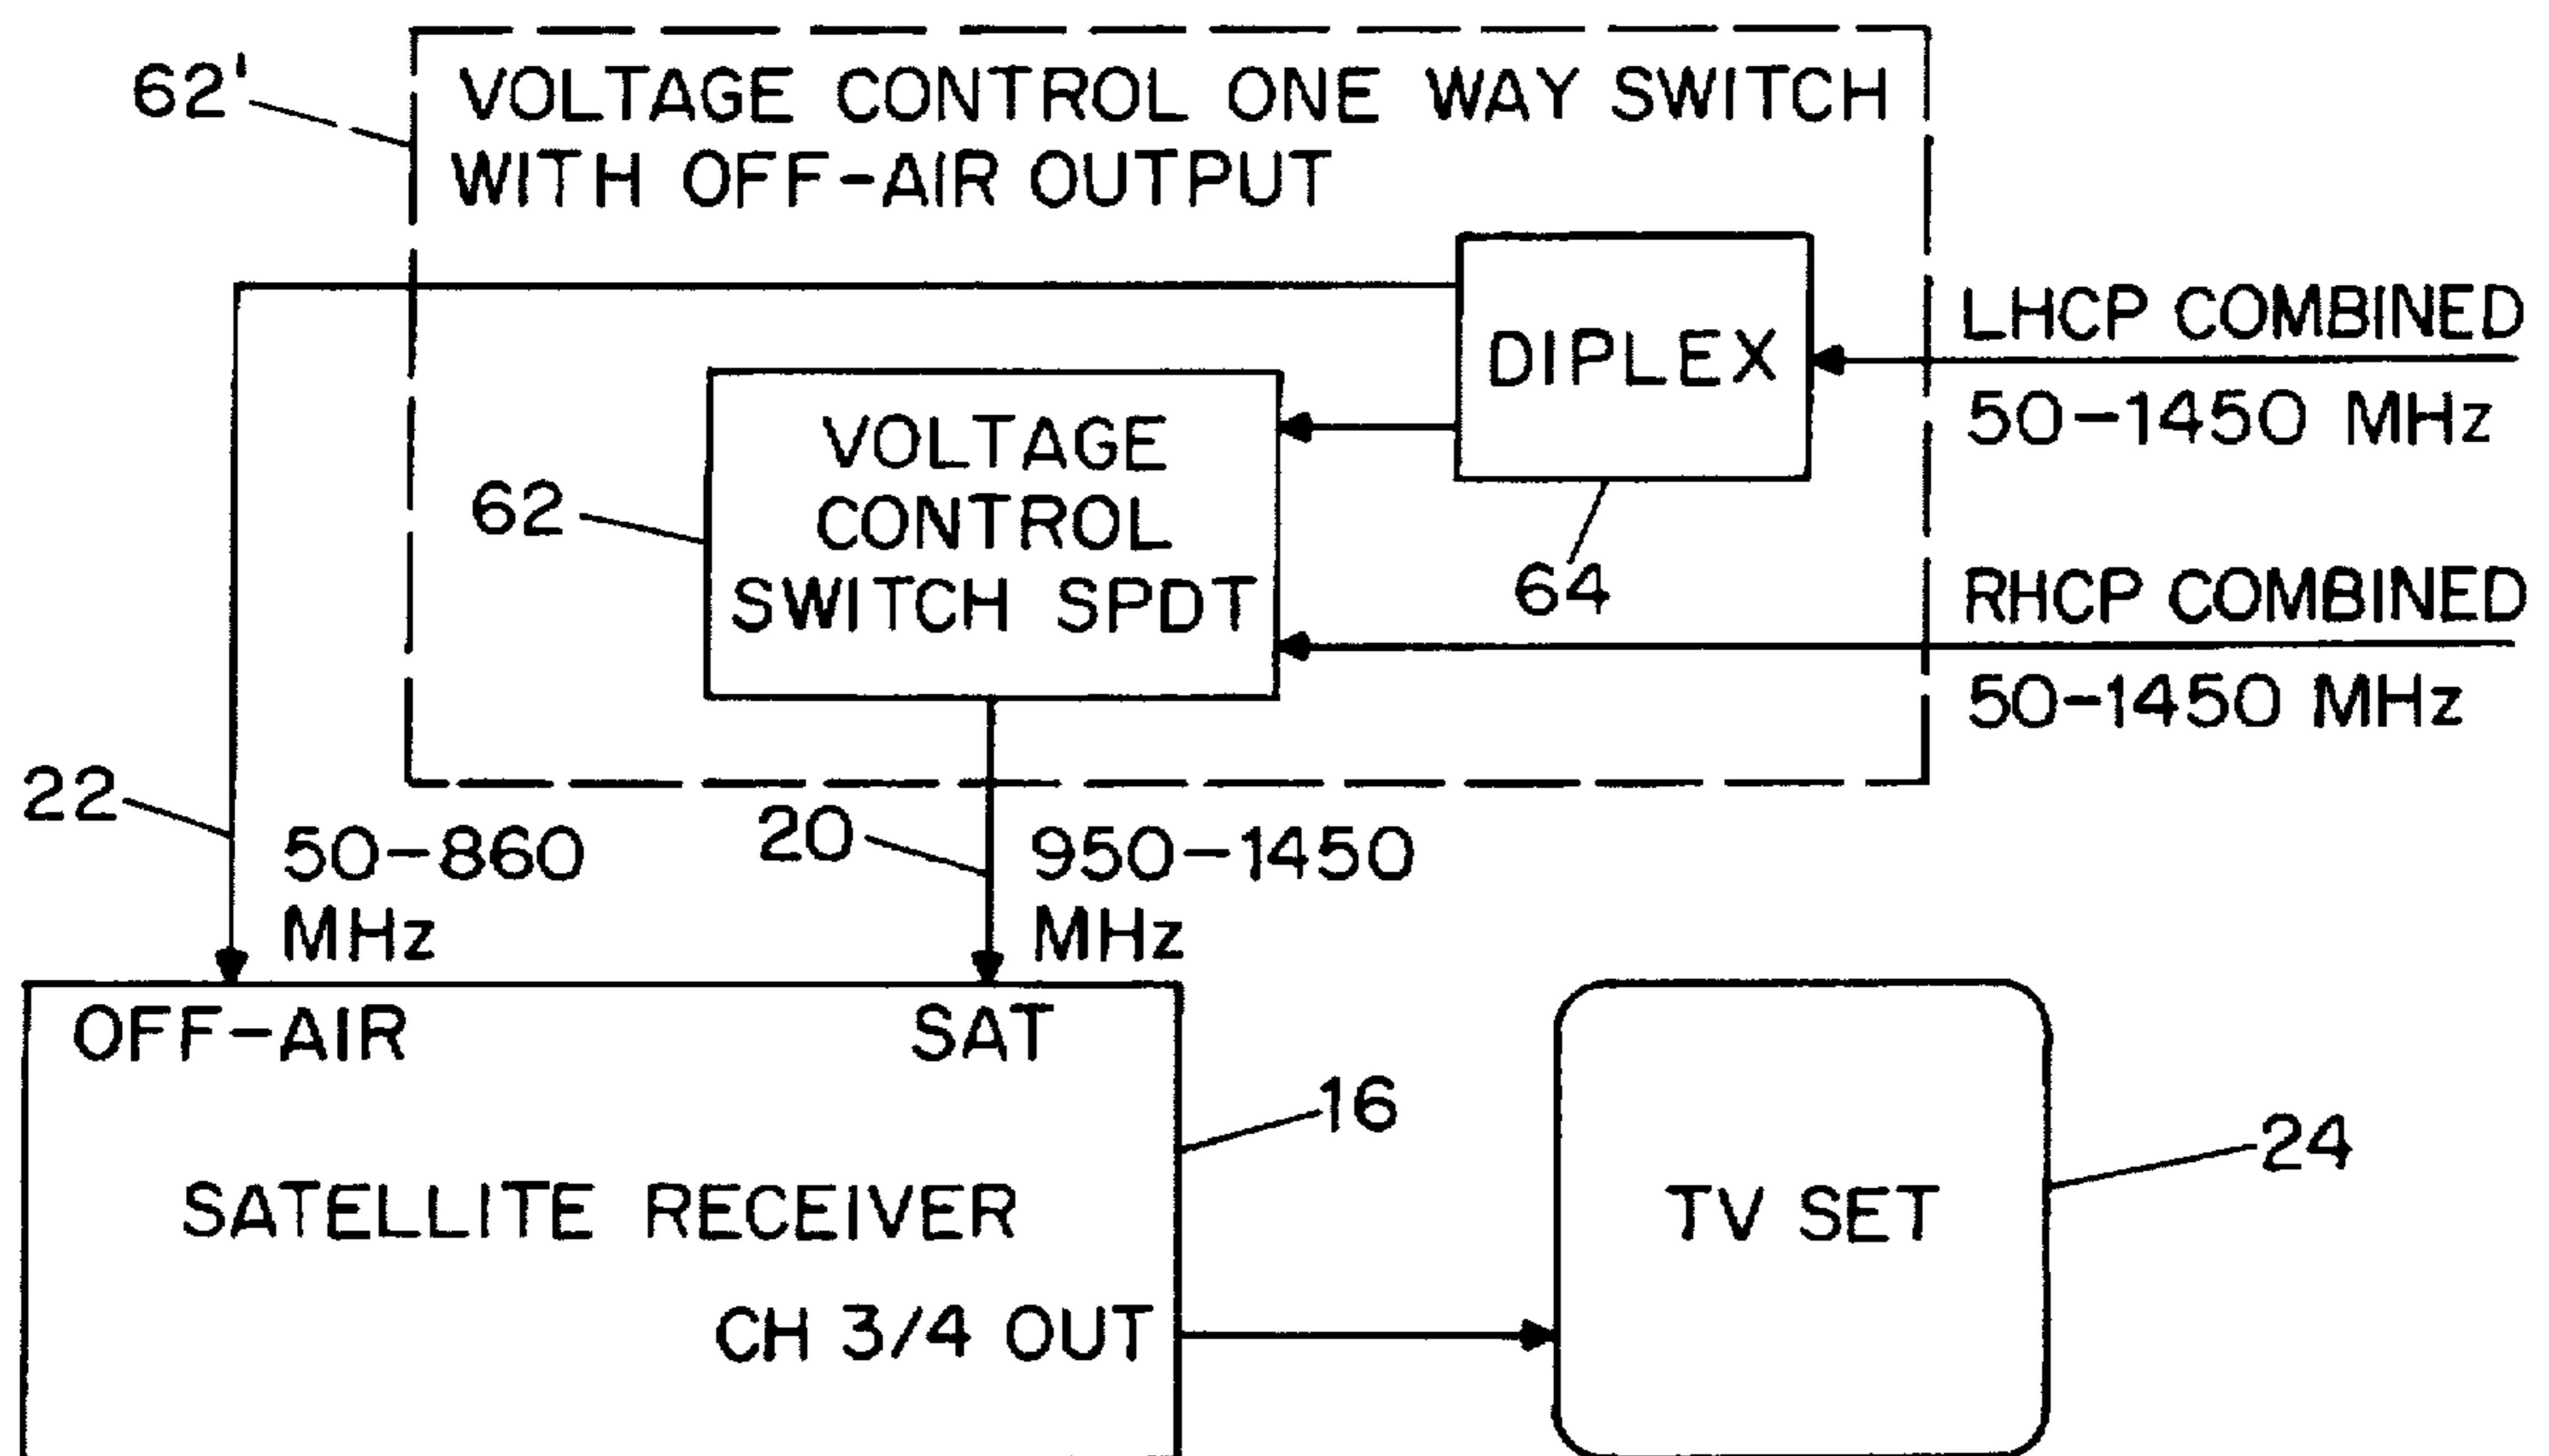 62'
VOLTAGE CONTROL ONE WAY SWITCH
WITH OFF-AIR OUTPUT
DIPLEX
64
LHCP COMBINED
50-1450 MHz
62
VOLTAGE
CONTROL
SWITCH SPDT
RHCP COMBINED
50-1450 MHz
22
50-860
MHz
20
950-1450
MHz
OFF-AIR
SAT
16
SATELLITE RECEIVER
CH 3/4 OUT
TV SET
24